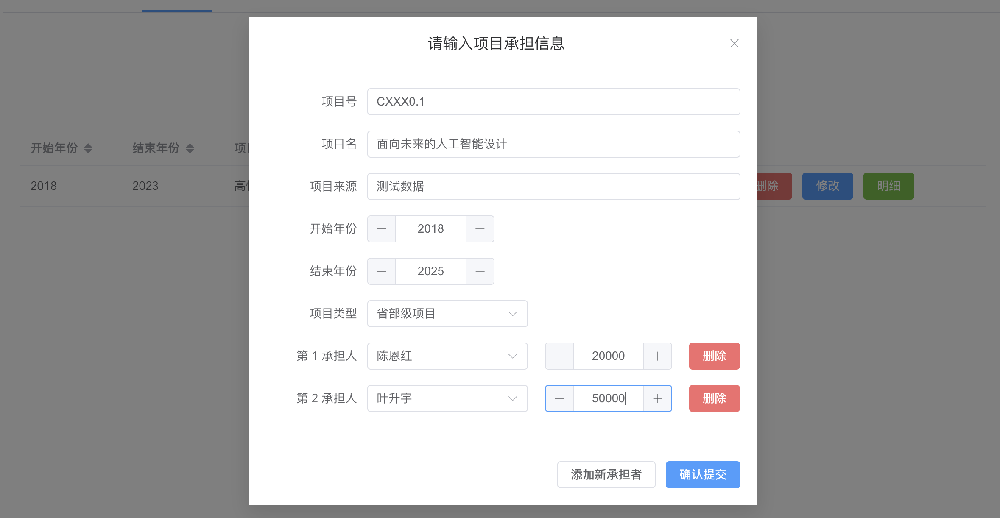 请输入项目承担信息
项目号 CXXX0.1
项目名 面向未来的人工智能设计
开始年份 结束年份
2018 2023 删除 修改 明细
项目来源 测试数据
开始年份 2018
结束年份 2025
项目类型 省部级项目
第 1 承担人 陈恩红 20000 删除
第 2 承担人 叶升宇 50000 删除
添加新承担者 确认提交